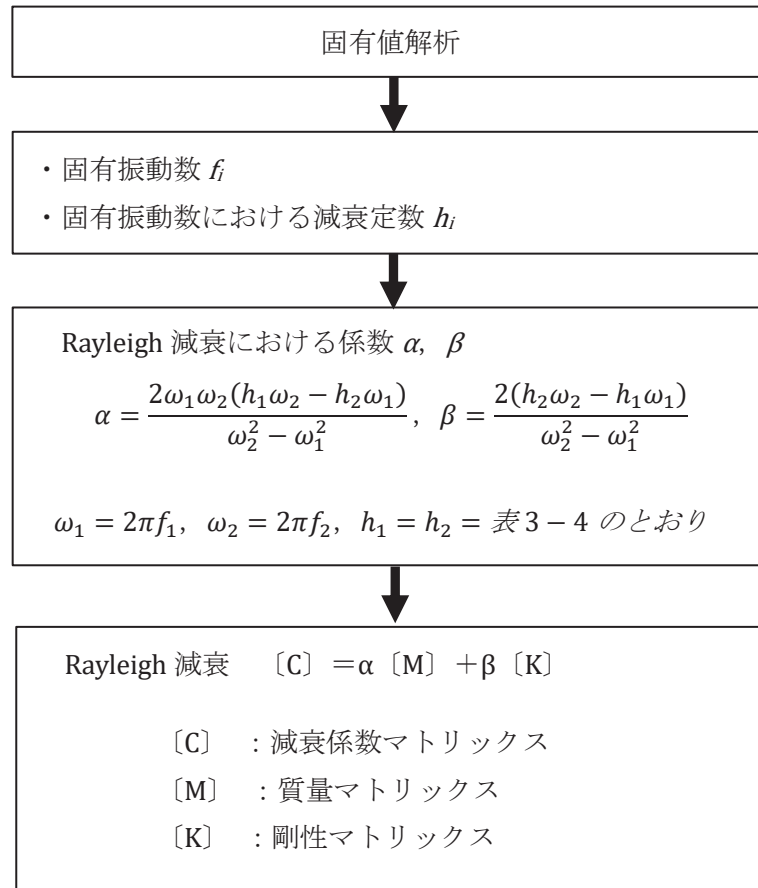 固有値解析
・固有振動数 fᵢ
・固有振動数における減衰定数 hᵢ
Rayleigh 減衰における係数 α, β
α = 2ω₁ω₂(h₁ω₂ − h₂ω₁) / (ω₂² − ω₁²), β = 2(h₂ω₂ − h₁ω₁) / (ω₂² − ω₁²)
ω₁ = 2πf₁, ω₂ = 2πf₂, h₁ = h₂ = 表 3 − 4 のとおり
Rayleigh 減衰 〔C〕=α〔M〕+β〔K〕
〔C〕 :減衰係数マトリックス
〔M〕 :質量マトリックス
〔K〕 :剛性マトリックス